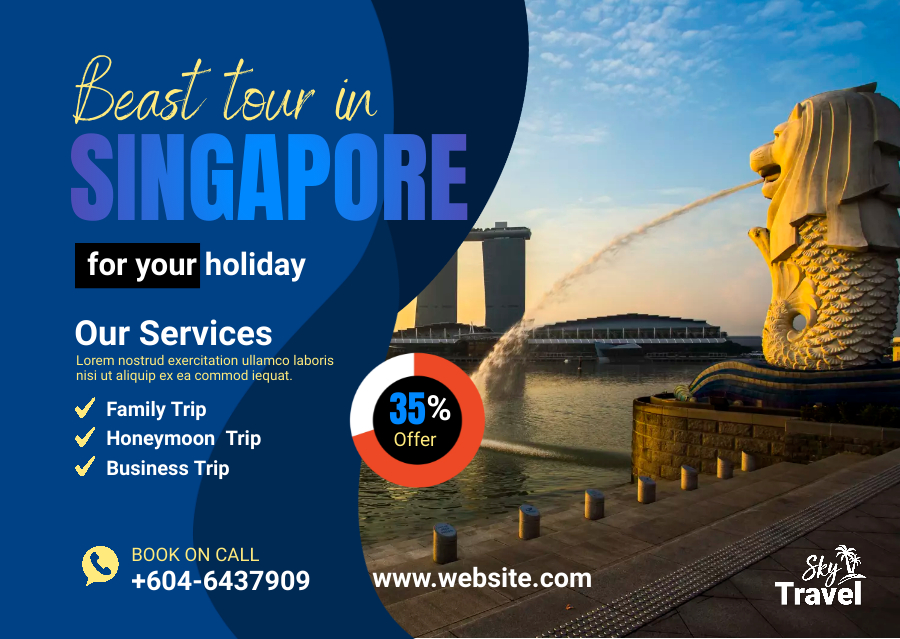 Beast tour in
SINGAPORE
for your holiday
Our Services
Lorem nostrud exercitation ullamco laboris
nisi ut aliquip ex ea commod iequat.
Family Trip
Honeymoon Trip
Business Trip
35%
Offer
BOOK ON CALL
+604-6437909
www.website.com
Sky
Travel